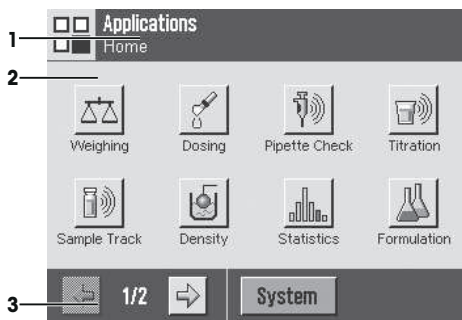 Applications
1
Home
2
Weighing Dosing Pipette Check Titration
Sample Track Density Statistics Formulation
3 1/2 System